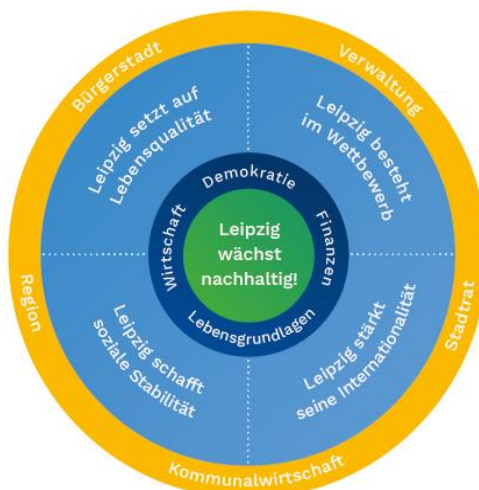 Bürgerstadt
Verwaltung
Leipzig setzt auf
Lebensqualität
Leipzig besteht
im Wettbewerb
Demokratie
Wirtschaft
Finanzen
Leipzig
wächst
nachhaltig!
Lebensgrundlagen
Region
Stadtrat
Leipzig schafft
soziale Stabilität
Leipzig stärkt
seine Internationalität
Kommunalwirtschaft